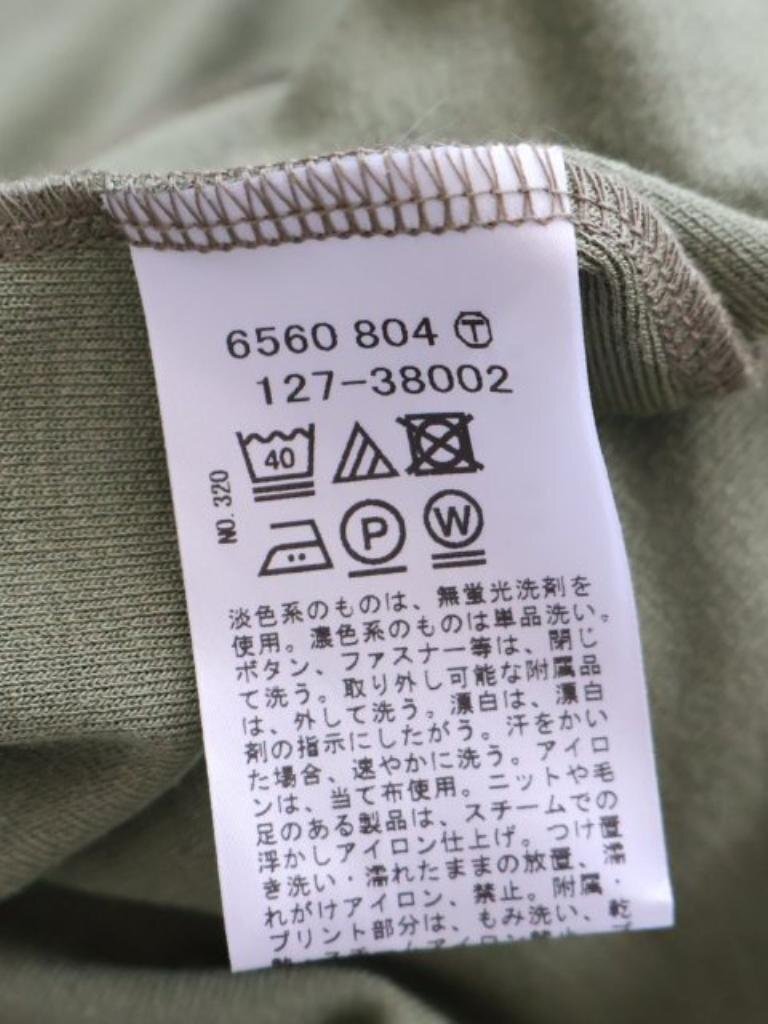 6560 804 Ⓣ
127-38002
40
NO. 320
P
W
淡色系のものは、無蛍光洗剤を
使用。濃色系のものは単品洗い。
ボタン、ファスナー等は、閉じ
て洗う。取り外し可能な附属品
は、外して洗う。漂白は、漂白
剤の指示にしたがう。汗をかい
た場合、速やかに洗う。アイロ
ンは、当て布使用。ニットや毛
足のある製品は、スチームでの
浮かしアイロン仕上げ。つけ置
き洗い・濡れたままの放置、濡
れがけアイロン、禁止。附属・
プリント部分は、もみ洗い、乾